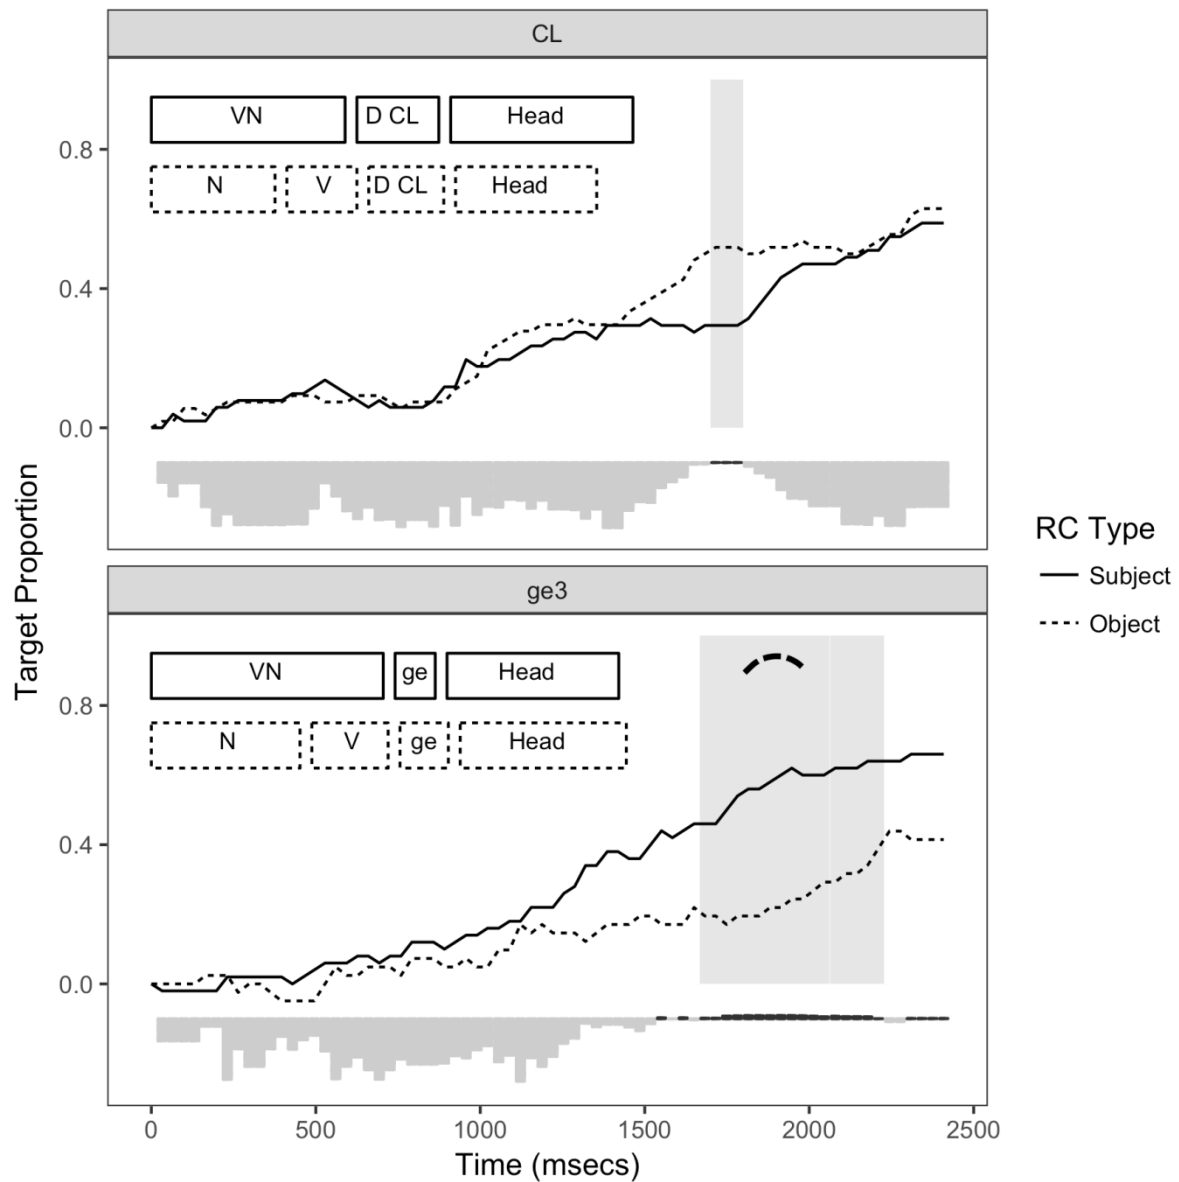 CL
VN D CL Head
N V D CL Head
0.8
0.4
0.0
ge3
VN ge Head
N V ge Head
0.8
0.4
0.0
0 500 1000 1500 2000 2500
Time (msecs)
Target Proportion
RC Type
Subject
Object